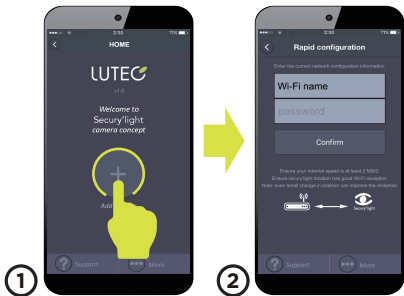 2:30
71%
HOME
LUTEC
v1.0
Welcome to
Secury'light
camera concept
+
Add
Support
More
1
2:30
71%
Rapid configuration
Enter the current network configuration information
Wi-Fi name
password
Confirm
Ensure your internet speed is at least 2 MB/S
Ensure Secury'light location has good Wi-Fi reception
Note: even small change in position can improve the reception
Secury'light
Support
More
2